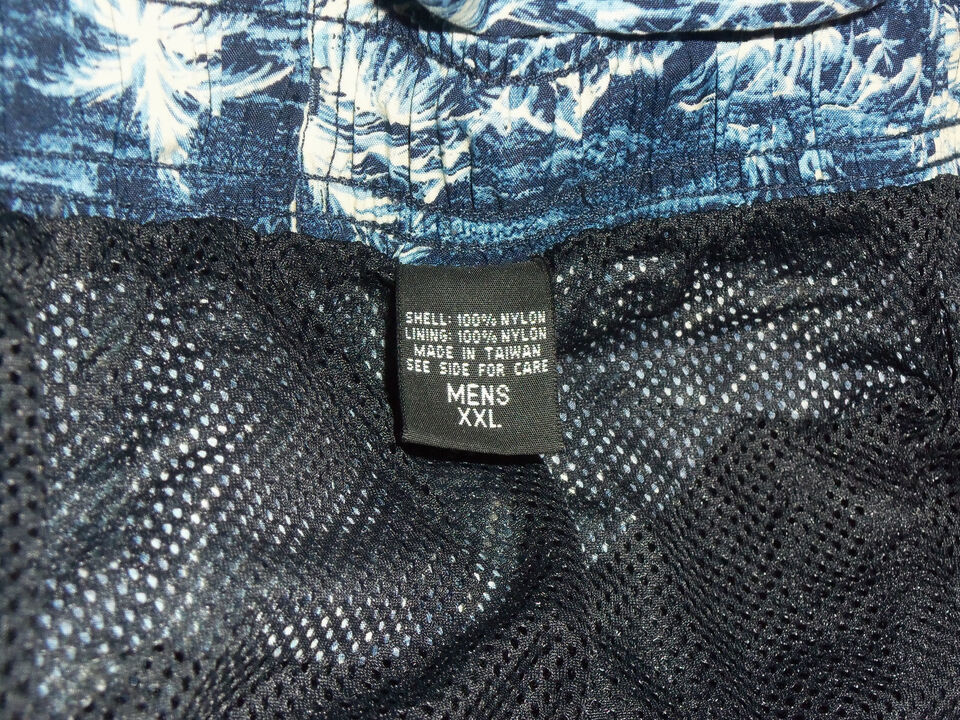 SHELL: 100% NYLON
LINING: 100% NYLON
MADE IN TAIWAN
SEE SIDE FOR CARE
MENS
XXL